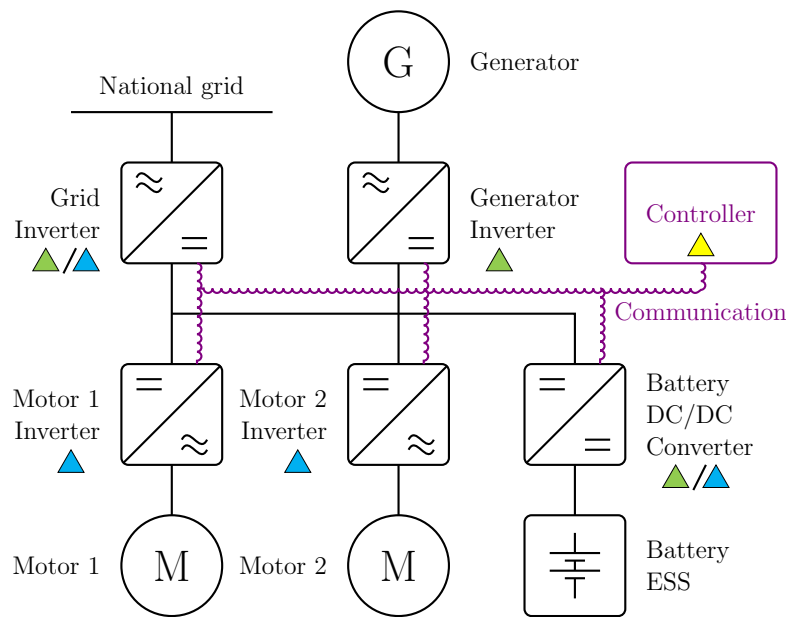 G
Generator
National grid
Grid
Inverter
/
Generator
Inverter
Controller
Communication
Motor 1
Inverter
Motor 2
Inverter
Battery
DC/DC
Converter
/
Motor 1
M
Motor 2
M
Battery
ESS